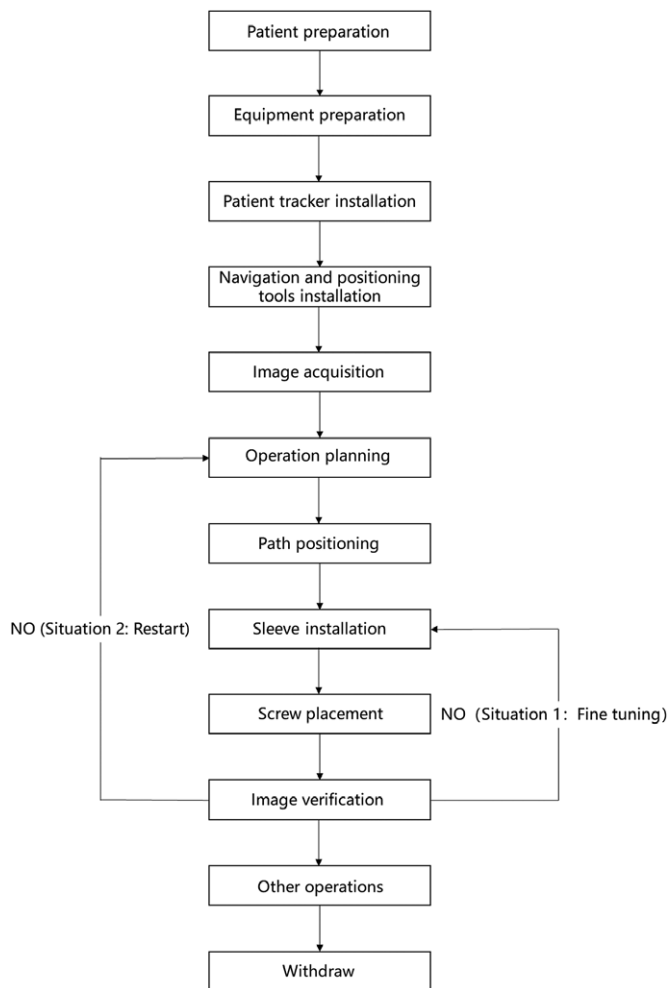 Patient preparation
Equipment preparation
Patient tracker installation
Navigation and positioning
tools installation
Image acquisition
Operation planning
Path positioning
NO (Situation 2: Restart)
Sleeve installation
Screw placement
NO（Situation 1： Fine tuning)
Image verification
Other operations
Withdraw